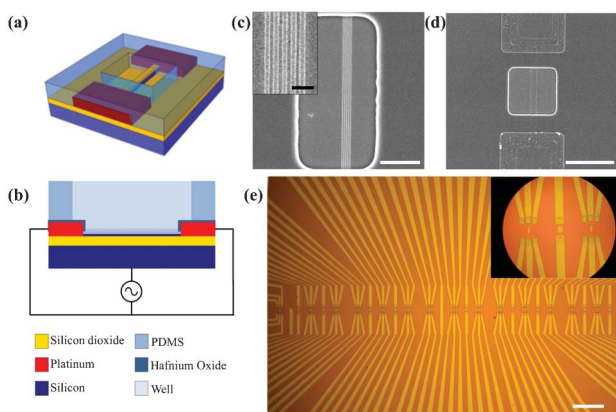 (a)
(b)
Silicon dioxide
Platinum
Silicon
PDMS
Hafnium Oxide
Well
(c)
(d)
(e)